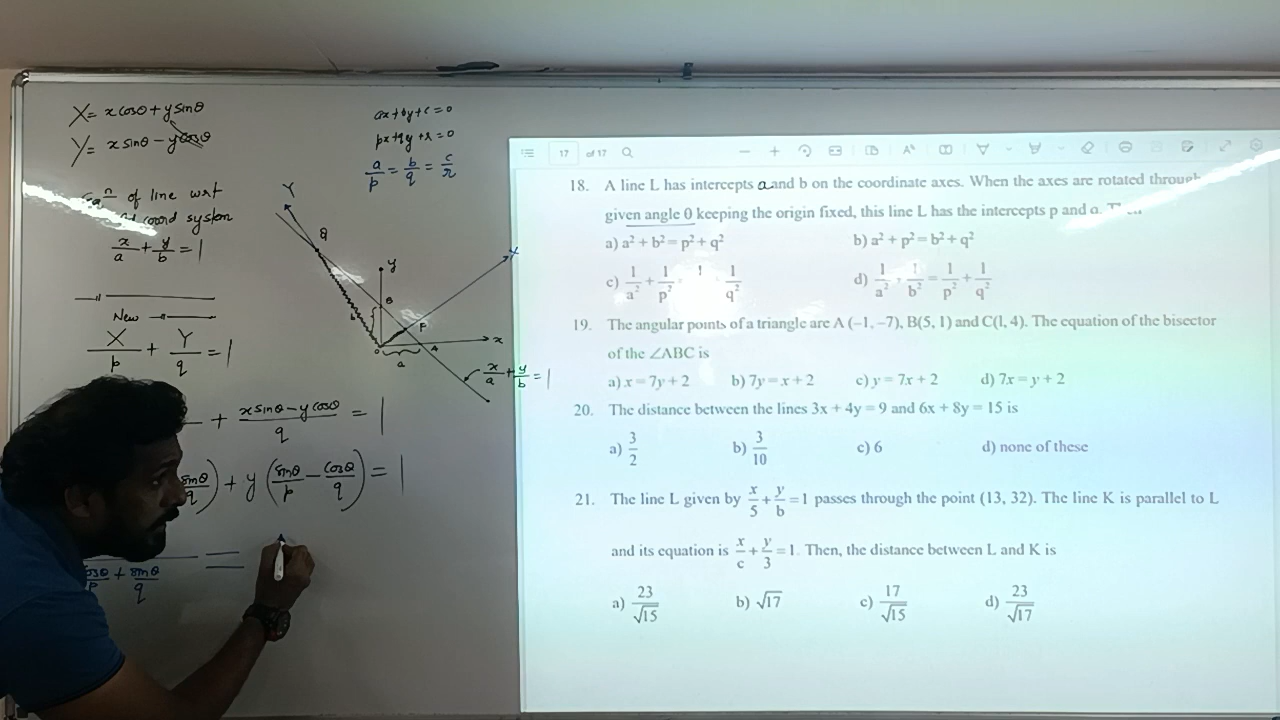 X = x cosθ + y sinθ
Y = x sinθ - y cosθ
of line wrt
coord system
x/a + y/b = 1
New
X/p + Y/q = 1
+ (x sinθ - y cosθ)/q = 1
sinθ/q) + y (sinθ/p - cosθ/q) = 1
cosθ/p + sinθ/q =
ax+by+c=0
px+qy+r=0
a/p = b/q = c/r
Y
X
y
x
B
P
A
o
b
a
x/a + y/b = 1
17 of 17
18. A line L has intercepts a and b on the coordinate axes. When the axes are rotated through
given angle θ keeping the origin fixed, this line L has the intercepts p and q.
a) a² + b² = p² + q² b) a² + p² = b² + q²
c) 1/a² + 1/p² 1/q² d) 1/a² 1/b² = 1/p² + 1/q²
19. The angular points of a triangle are A (−1, −7), B(5, 1) and C(1, 4). The equation of the bisector
of the ∠ABC is
a) x = 7y + 2 b) 7y = x + 2 c) y = 7x + 2 d) 7x = y + 2
20. The distance between the lines 3x + 4y = 9 and 6x + 8y = 15 is
a) 3/2 b) 3/10 c) 6 d) none of these
21. The line L given by x/5 + y/b = 1 passes through the point (13, 32). The line K is parallel to L
and its equation is x/c + y/3 = 1. Then, the distance between L and K is
a) 23/√15 b) √17 c) 17/√15 d) 23/√17